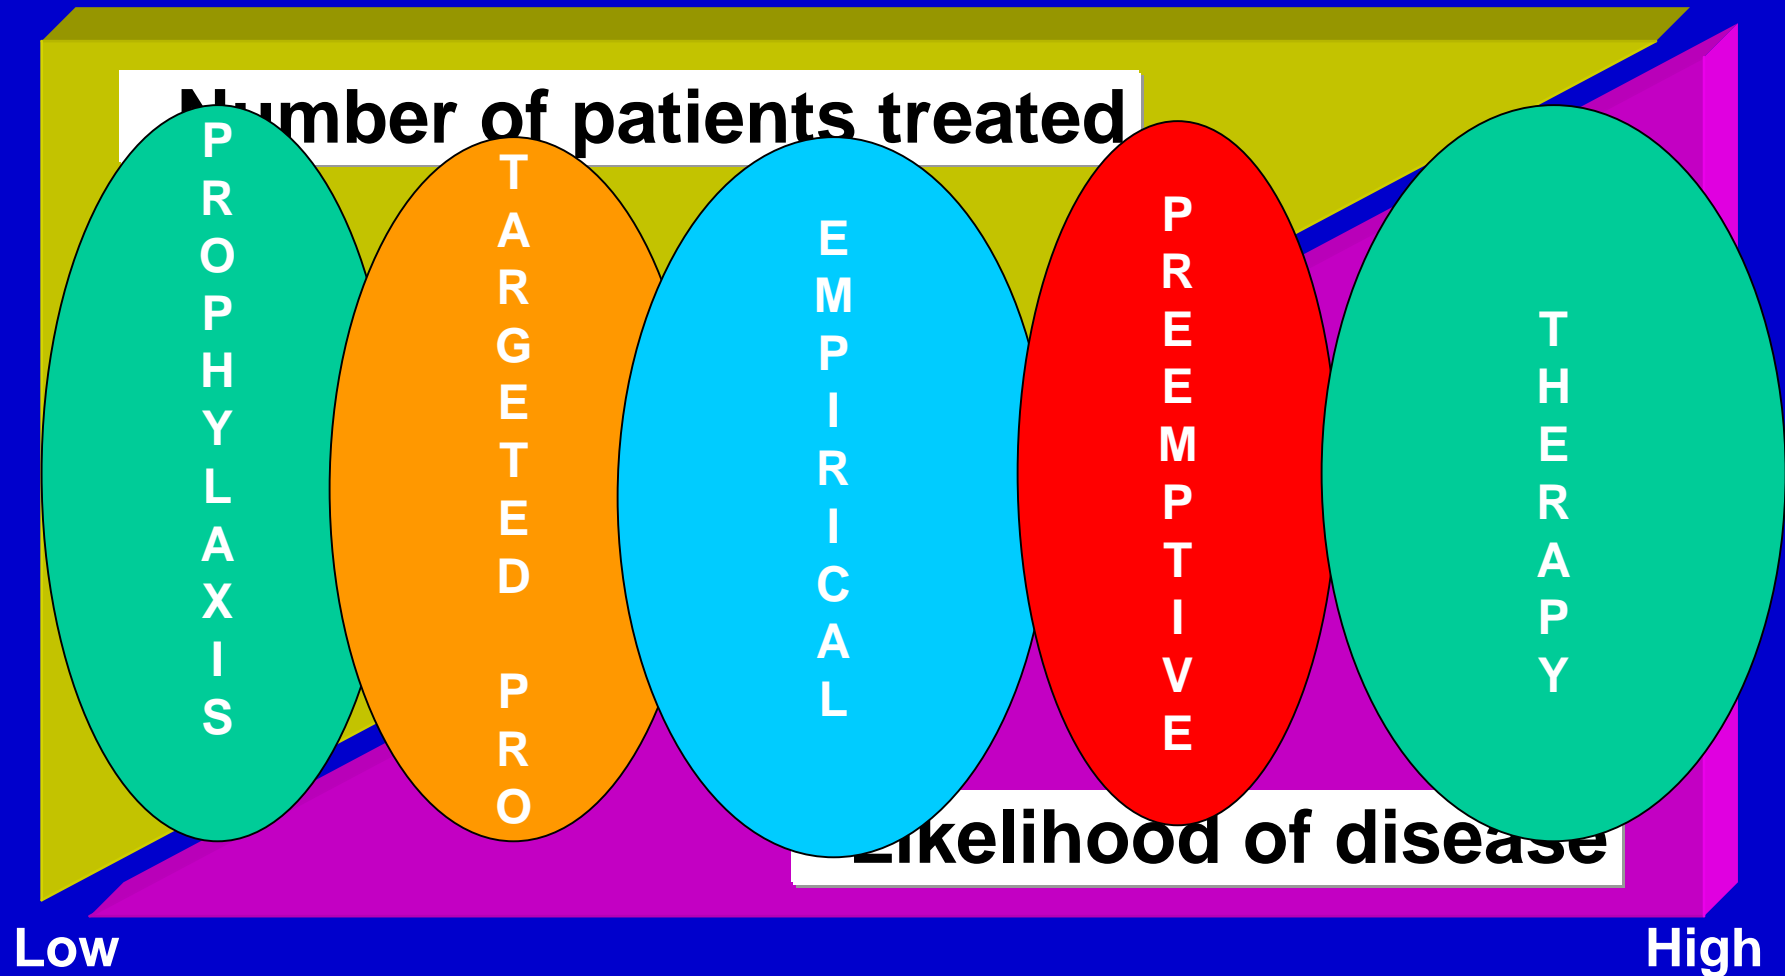 Number of patients treated
PROPHYLAXIS
TARGETED PRO
EMPIRICAL
PREEMPTIVE
THERAPY
Likelihood of disease
Low
High